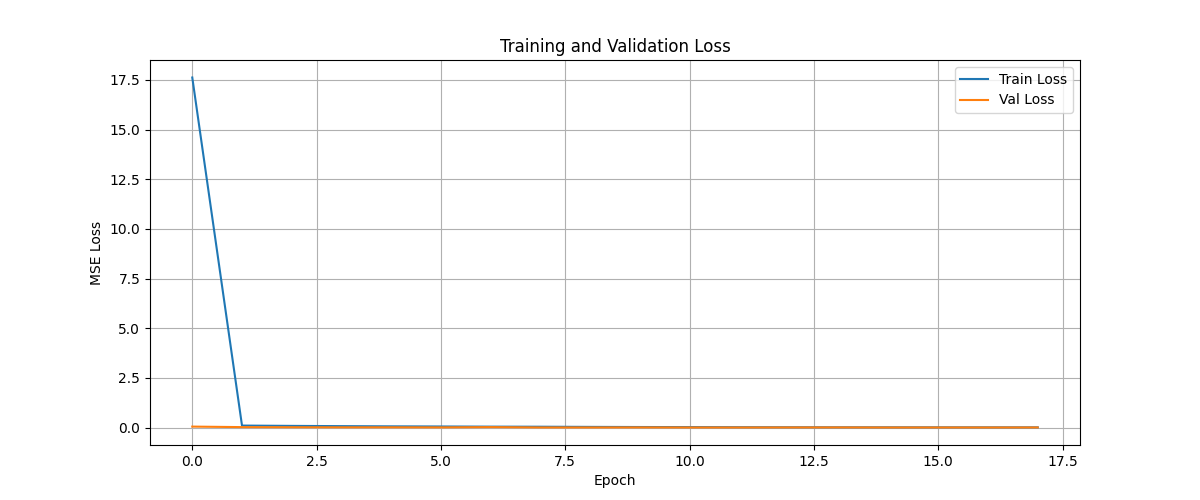 Training and Validation Loss
Train Loss
Val Loss
17.5
15.0
12.5
10.0
7.5
5.0
2.5
0.0
MSE Loss
0.0 2.5 5.0 7.5 10.0 12.5 15.0 17.5
Epoch